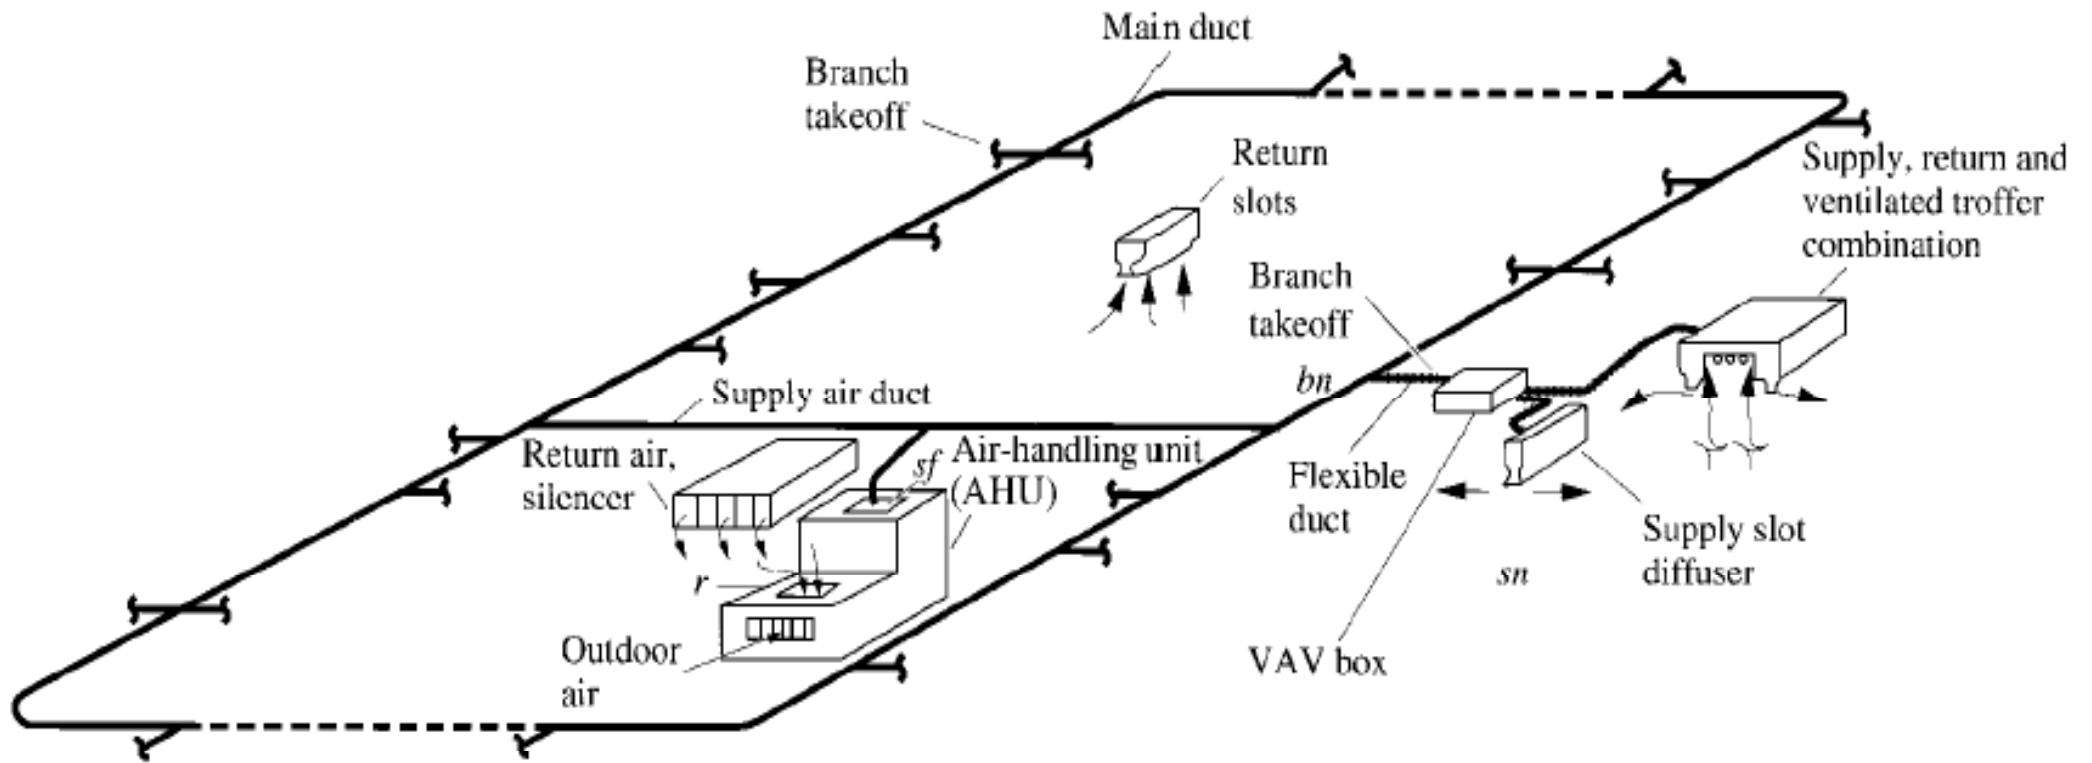 Main duct
Branch
takeoff
Return
slots
Supply, return and
ventilated troffer
combination
Branch
takeoff
bn
Supply air duct
Return air,
silencer
sf
Air-handling unit
(AHU)
Flexible
duct
Supply slot
diffuser
sn
r
Outdoor
air
VAV box